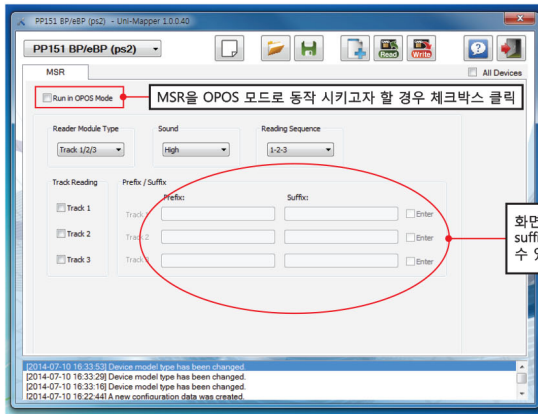 PP151 BP/eBP (ps2) - Uni-Mapper 1.0.0.40
PP151 BP/eBP (ps2)
Read
Write
MSR
All Devices
Run in OPOS Mode
MSR을 OPOS 모드로 동작 시키고자 할 경우 체크박스 클릭
Reader Module Type
Sound
Reading Sequence
Track 1/2/3
High
1-2-3
Track Reading
Prefix / Suffix
Prefix:
Suffix:
Track 1
Track
Enter
Track 2
Track 2
Enter
Track 3
Track
Enter
화면
수
[2014-07-10 16:33:53] Device model type has been changed.
[2014-07-10 16:33:29] Device model type has been changed.
[2014-07-10 16:33:16] Device model type has been changed.
[2014-07-10 16:22:44] A new configuration data was created.